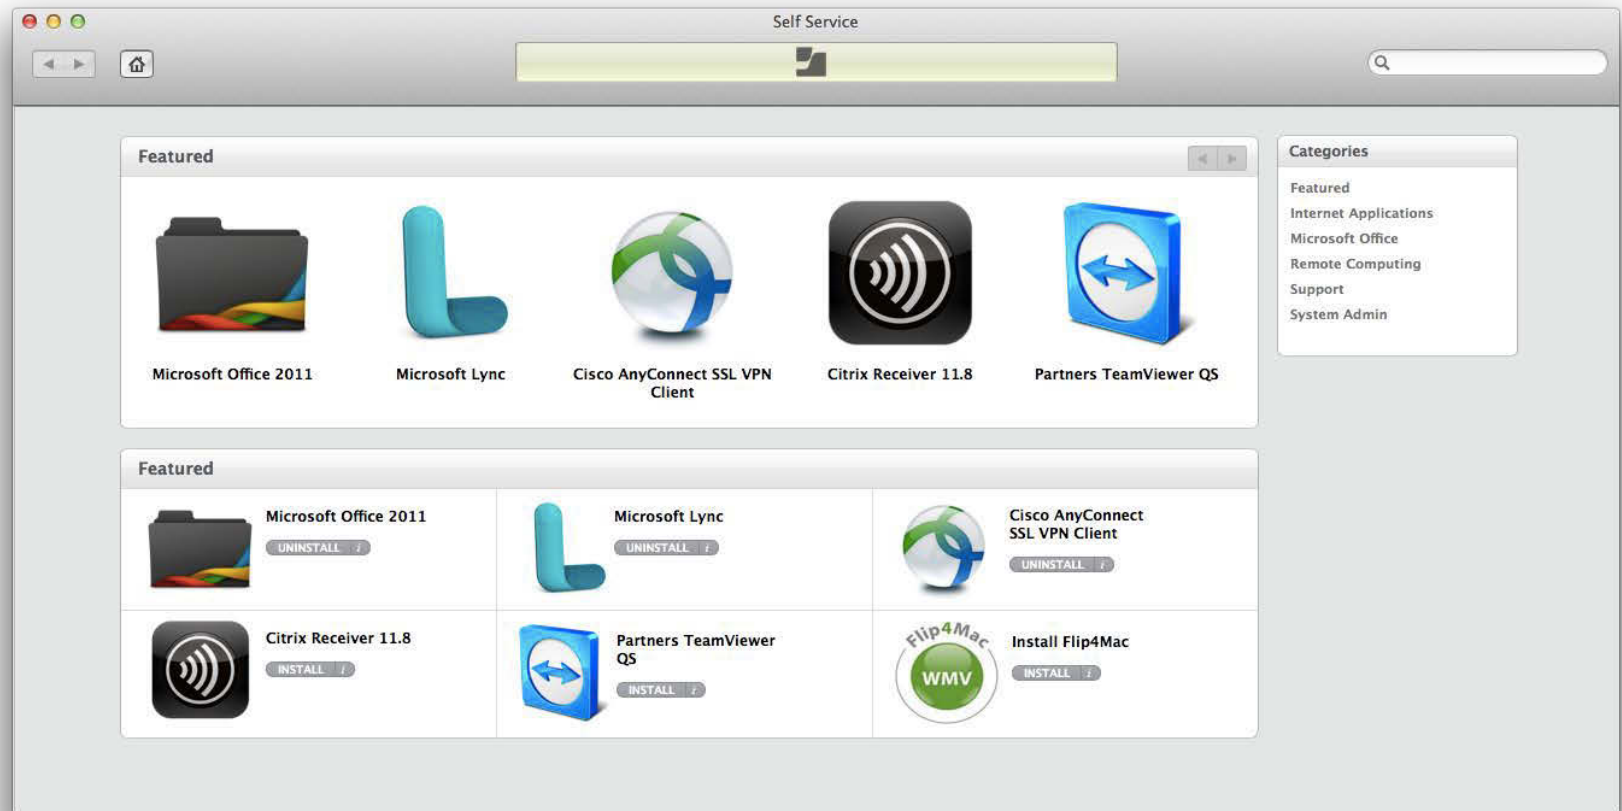 Self Service
Featured
Microsoft Office 2011
Microsoft Lync
Cisco AnyConnect SSL VPN
Client
Citrix Receiver 11.8
Partners TeamViewer QS
Categories
Featured
Internet Applications
Microsoft Office
Remote Computing
Support
System Admin
Featured
Microsoft Office 2011
UNINSTALL i
Microsoft Lync
UNINSTALL i
Cisco AnyConnect
SSL VPN Client
UNINSTALL i
Citrix Receiver 11.8
INSTALL i
Partners TeamViewer
QS
INSTALL i
Flip4Mac
WMV
Install Flip4Mac
INSTALL i